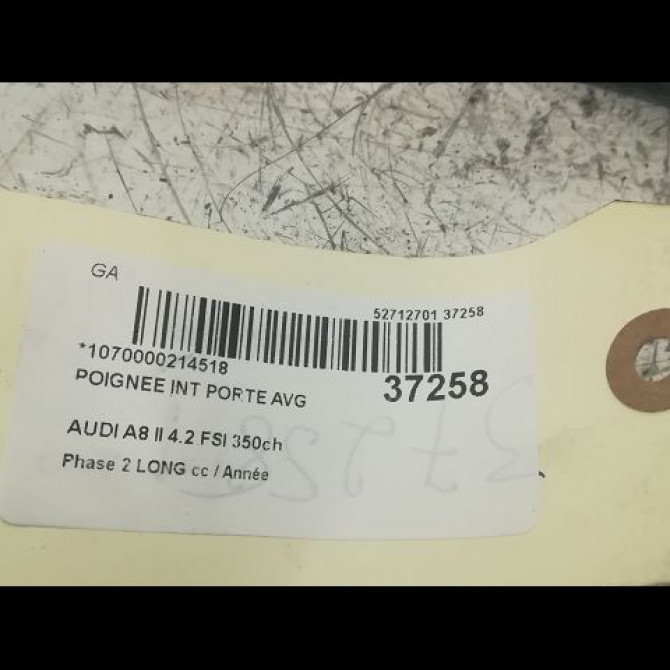 GA
52712701 37258
*1070000214518
37258
POIGNEE INT PORTE AVG
AUDI A8 II 4.2 FSI 350ch
Phase 2 LONG cc / Année
37258